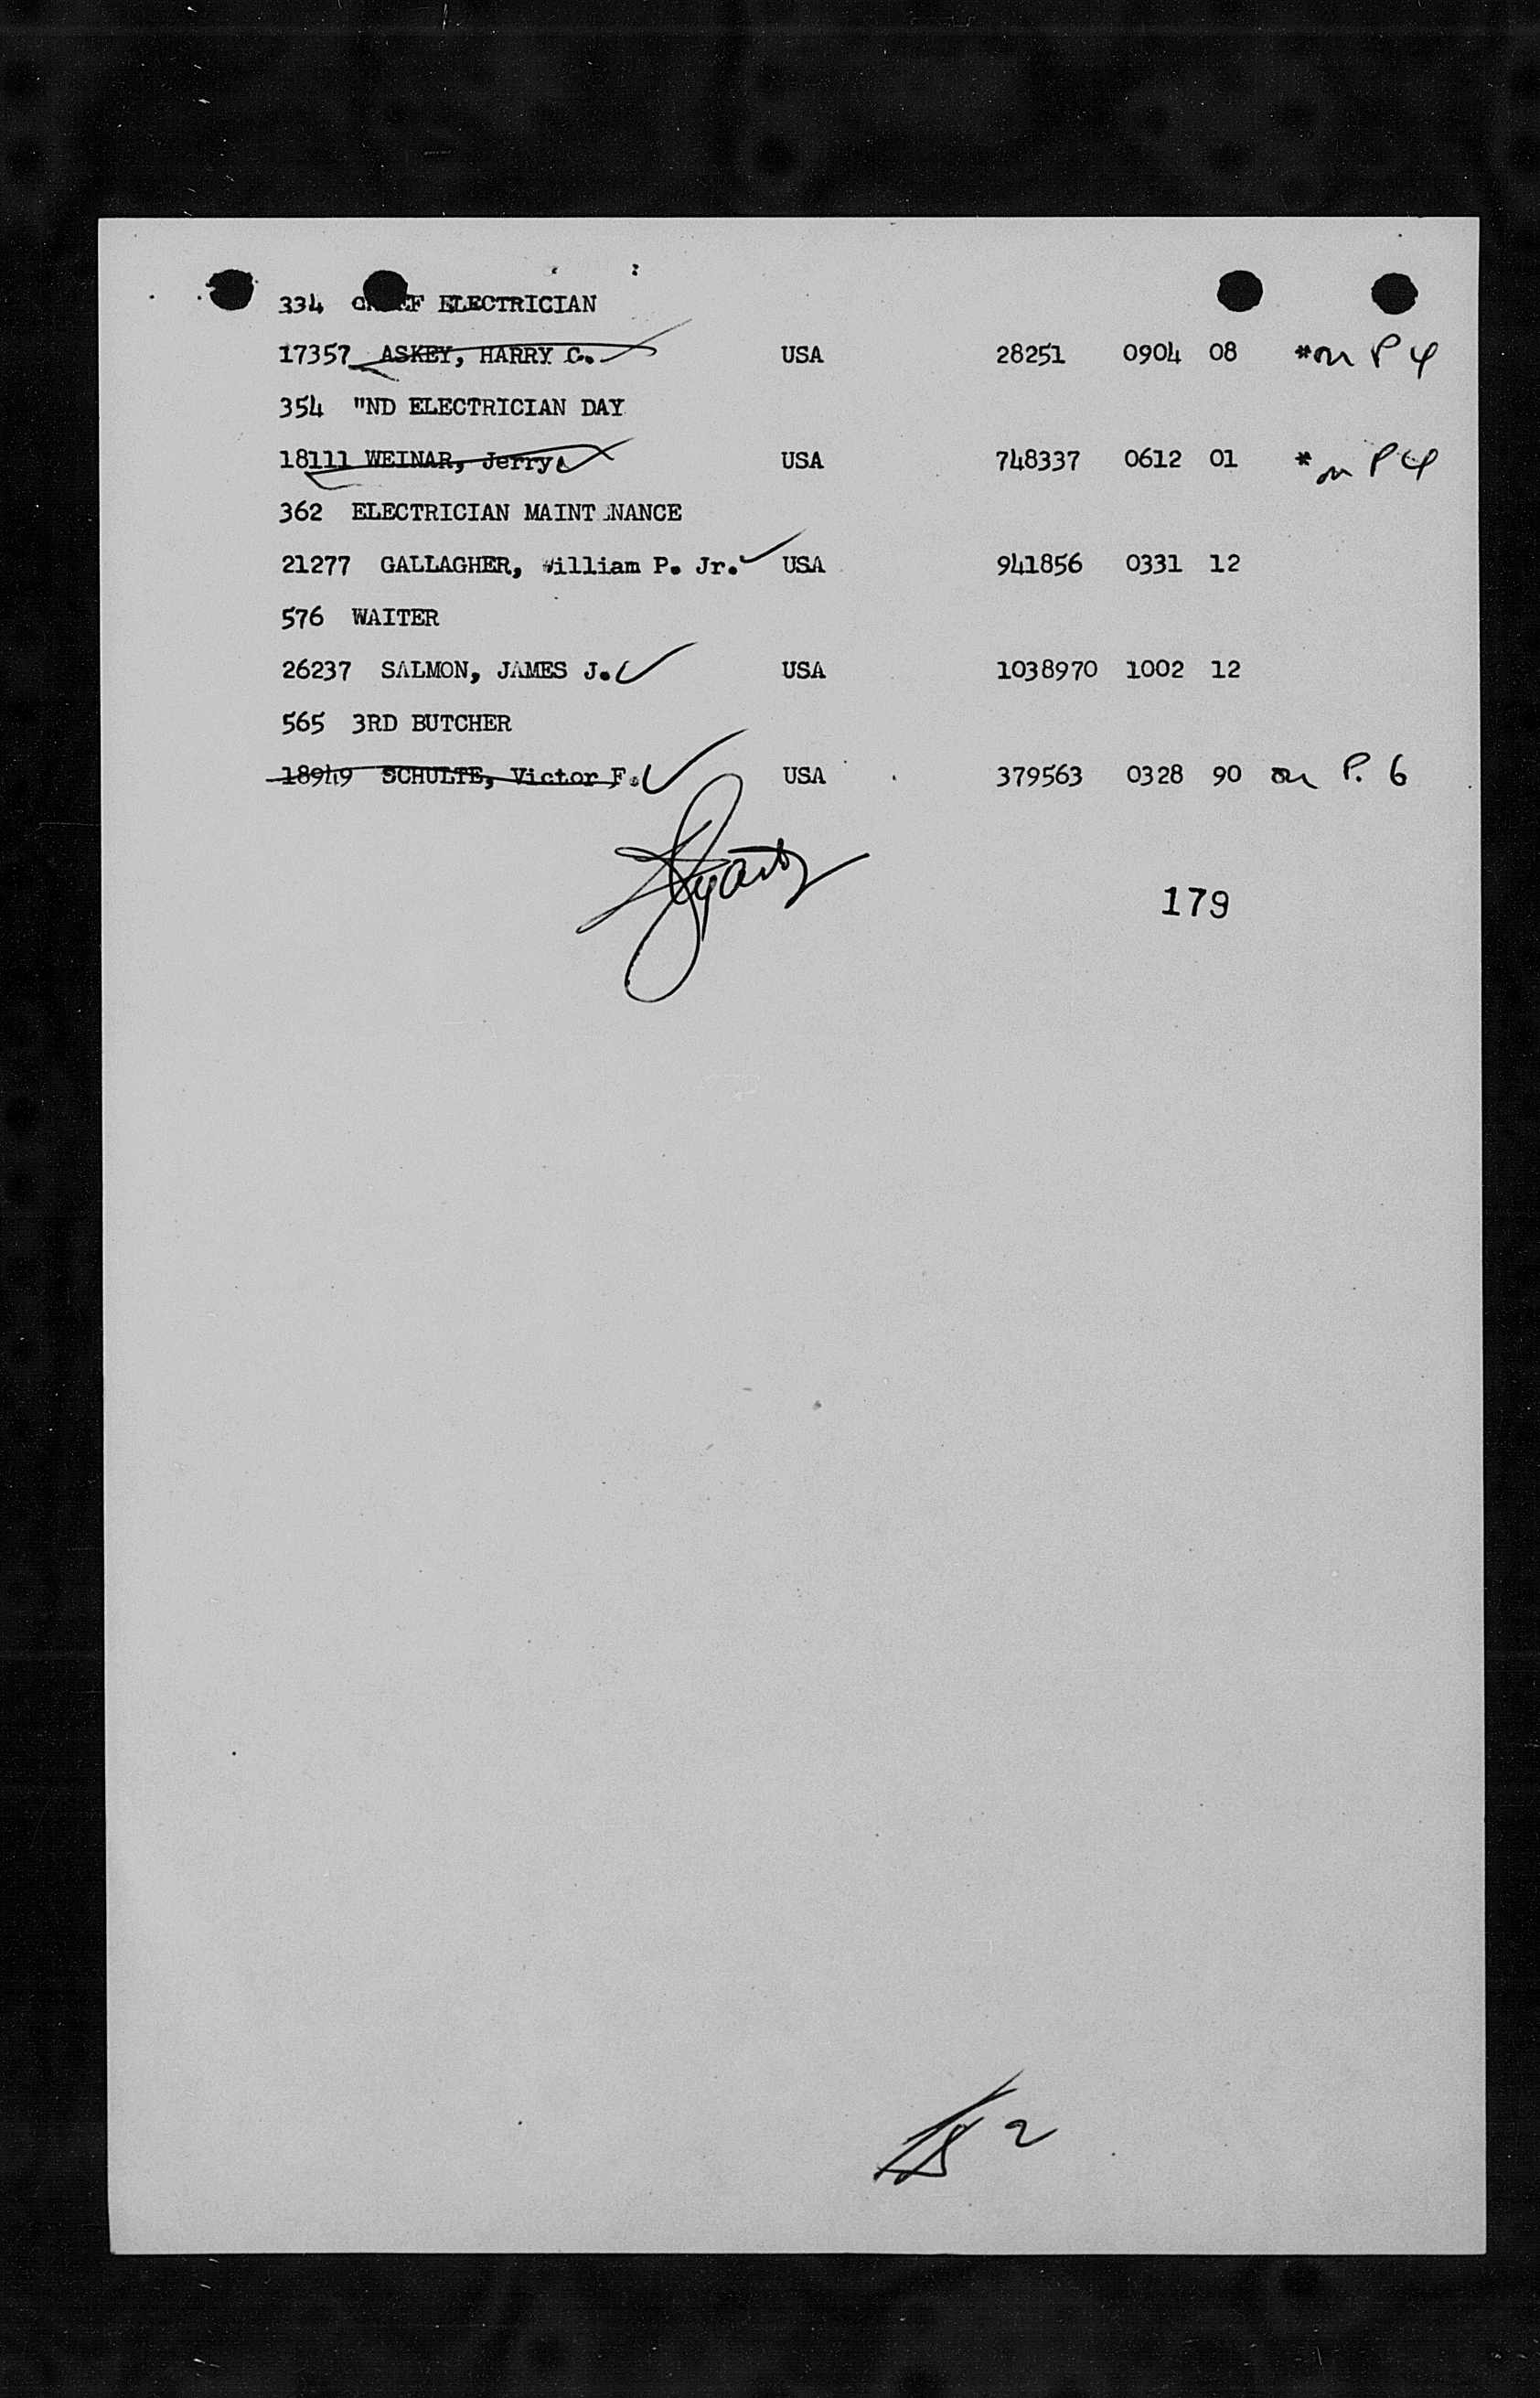 334 CHIEF ELECTRICIAN
17357 ASKEY, HARRY C. USA 28251 0904 08 *on P 4
354 "ND ELECTRICIAN DAY
18111 WEINAR, Jerry USA 748337 0612 01 *on P 4
362 ELECTRICIAN MAINTENANCE
21277 GALLAGHER, William P. Jr. USA 941856 0331 12
576 WAITER
26237 SALMON, JAMES J. USA 1038970 1002 12
565 3RD BUTCHER
18949 SCHULTE, Victor F. USA 379563 0328 90 on P. 6
179
2